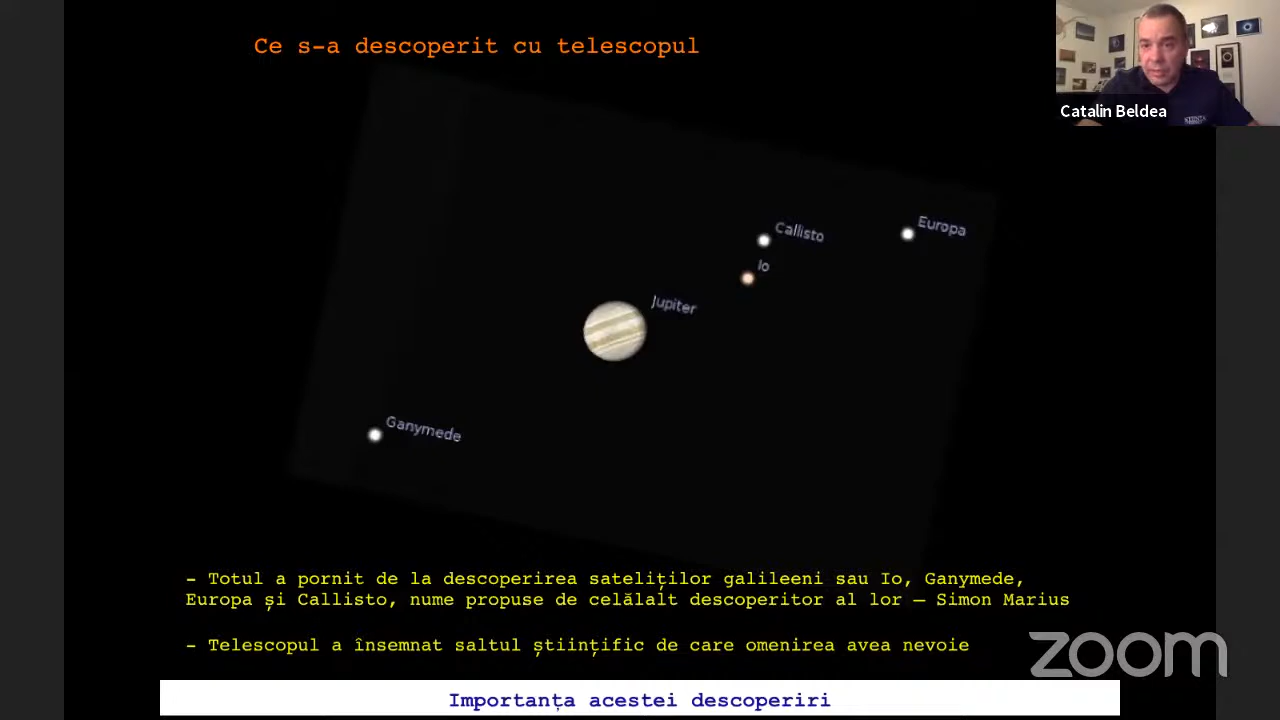 Ce s-a descoperit cu telescopul
Catalin Beldea
Callisto
Europa
Io
Jupiter
Ganymede
- Totul a pornit de la descoperirea sateliților galileeni sau Io, Ganymede,
Europa și Callisto, nume propuse de celălalt descoperitor al lor – Simon Marius
- Telescopul a însemnat saltul științific de care omenirea avea nevoie
zoom
Importanța acestei descoperiri